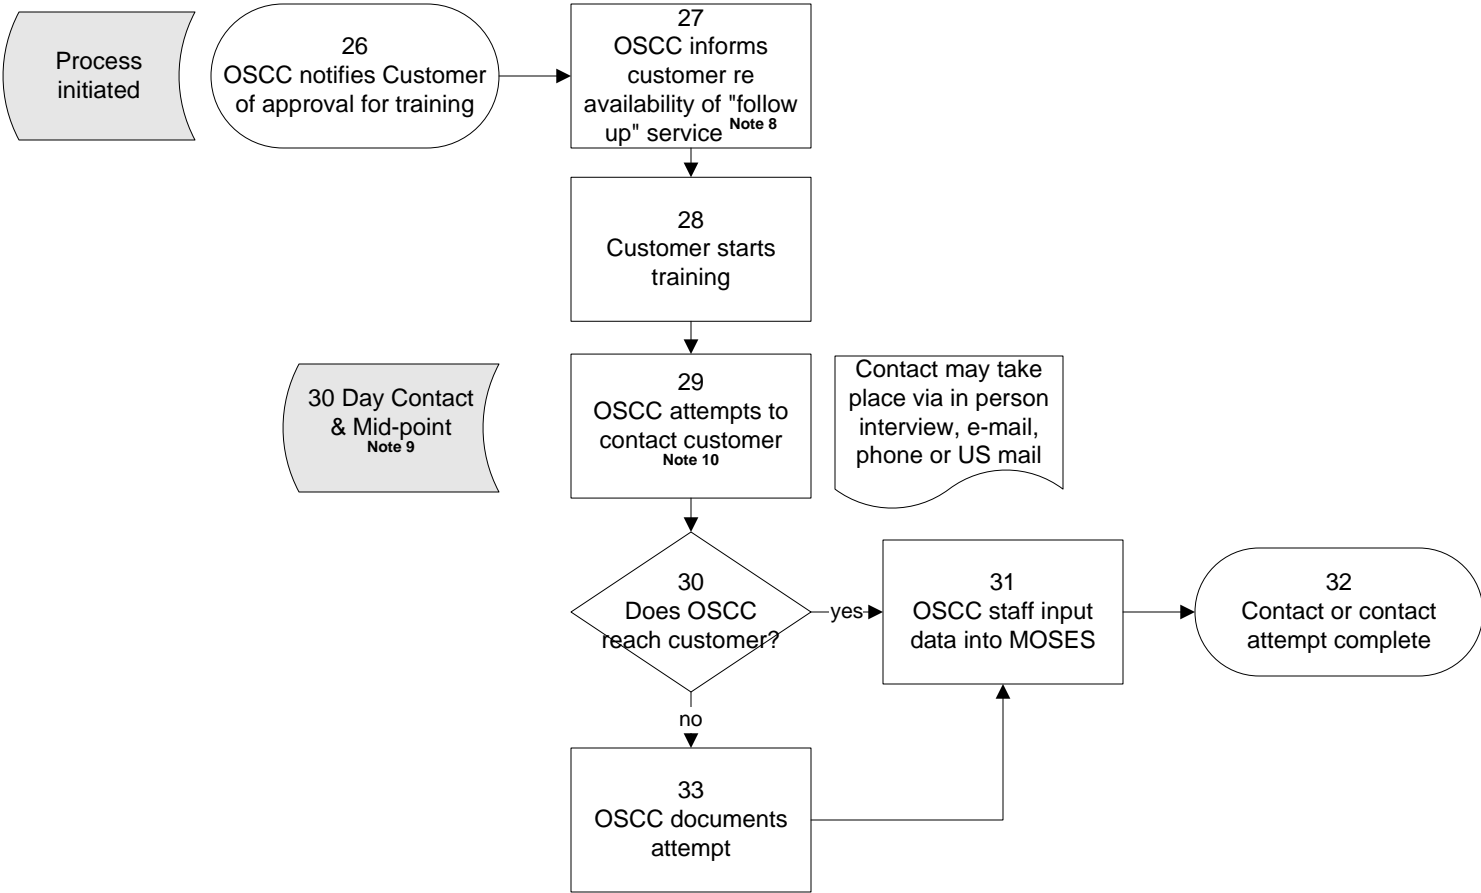 Process
initiated
26
OSCC notifies Customer
of approval for training
27
OSCC informs
customer re
availability of "follow
up" service Note 8
28
Customer starts
training
30 Day Contact
& Mid-point
Note 9
29
OSCC attempts to
contact customer
Note 10
Contact may take
place via in person
interview, e-mail,
phone or US mail
30
Does OSCC
reach customer?
yes
31
OSCC staff input
data into MOSES
32
Contact or contact
attempt complete
no
33
OSCC documents
attempt